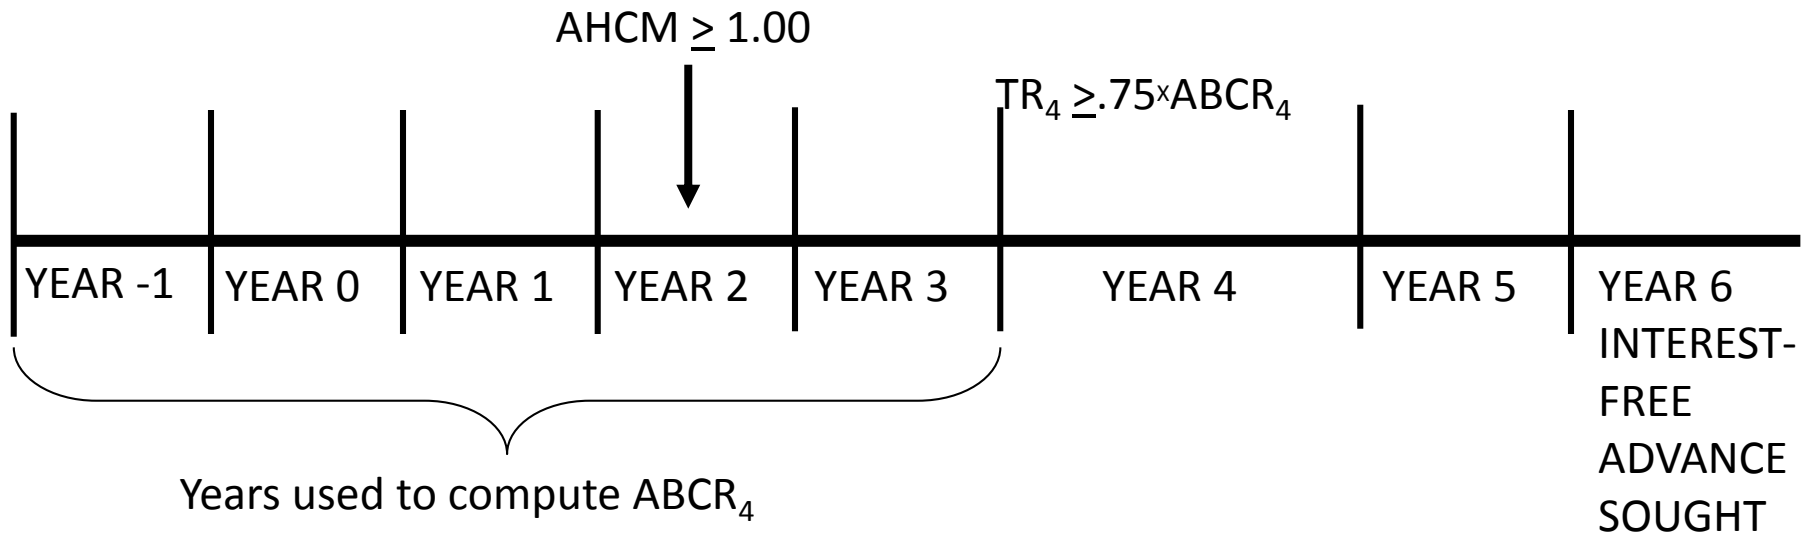 AHCM ≥ 1.00
TR₄ ≥.75ˣABCR₄
YEAR -1
YEAR 0
YEAR 1
YEAR 2
YEAR 3
YEAR 4
YEAR 5
YEAR 6
INTEREST-
FREE
ADVANCE
SOUGHT
Years used to compute ABCR₄